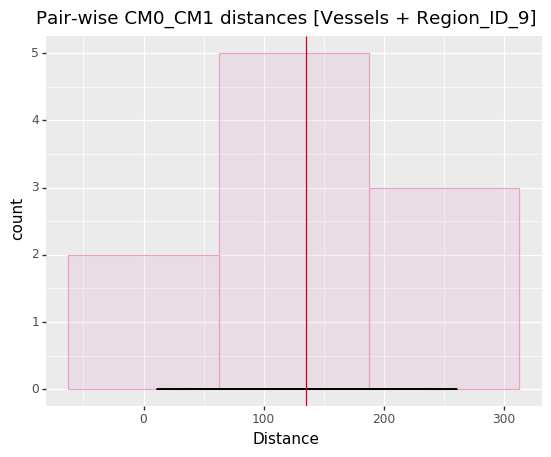 Pair-wise CM0_CM1 distances [Vessels + Region_ID_9]
5
4
3
2
1
0
count
0 100 200 300
Distance